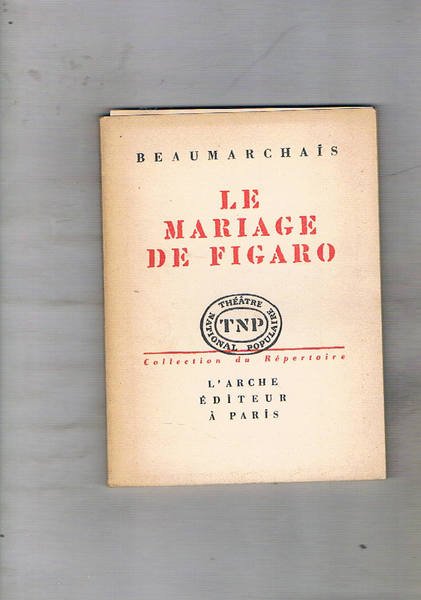 BEAUMARCHAÏS
LE
MARIAGE
DE FIGARO
THÉÂTRE
NATIONAL POPULAIRE
TNP
Collection du Répertoire
L'ARCHE
ÉDITEUR
À PARIS